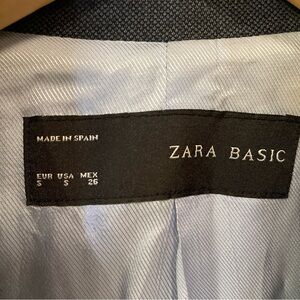 MADE IN SPAIN
ZARA BASIC
EUR USA MEX
S S 26